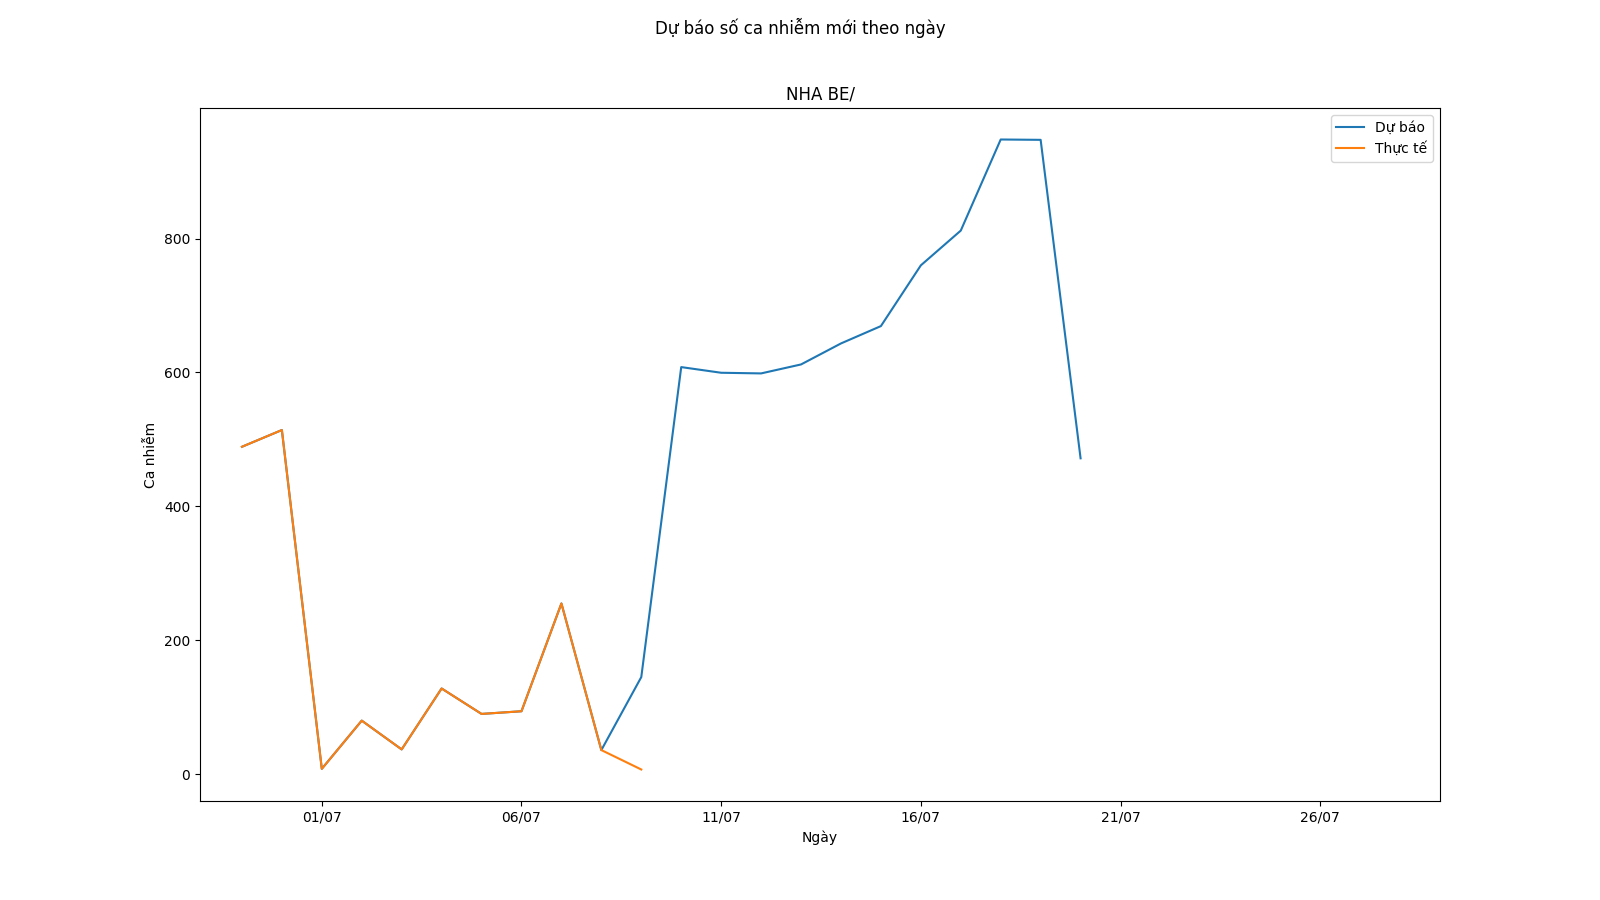 Dự báo số ca nhiễm mới theo ngày
NHA BE/
Dự báo
Thực tế
800
600
400
200
0
Ca nhiễm
01/07
06/07
11/07
16/07
21/07
26/07
Ngày